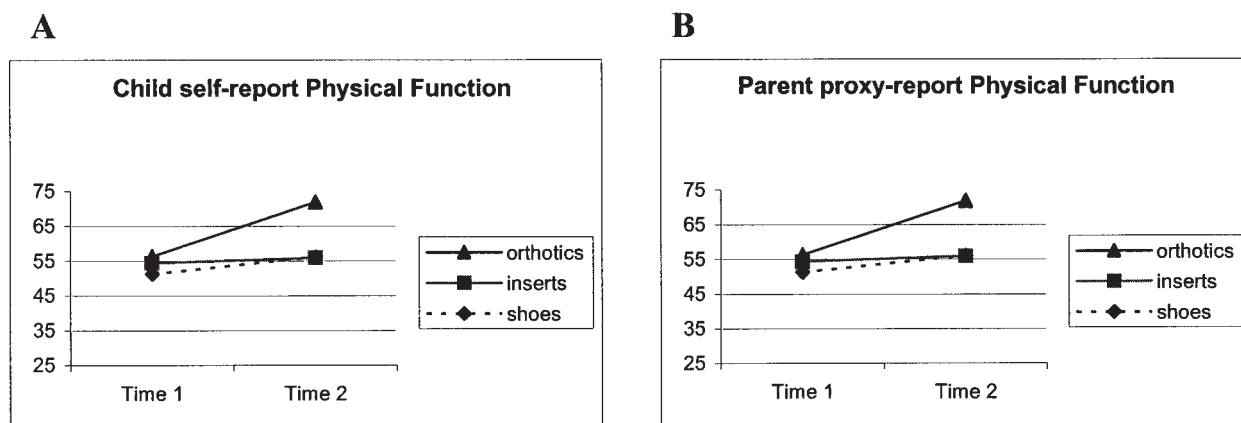 A
Child self-report Physical Function
75
65
55
45
35
25
Time 1 Time 2
orthotics
inserts
shoes
B
Parent proxy-report Physical Function
75
65
55
45
35
25
Time 1 Time 2
orthotics
inserts
shoes